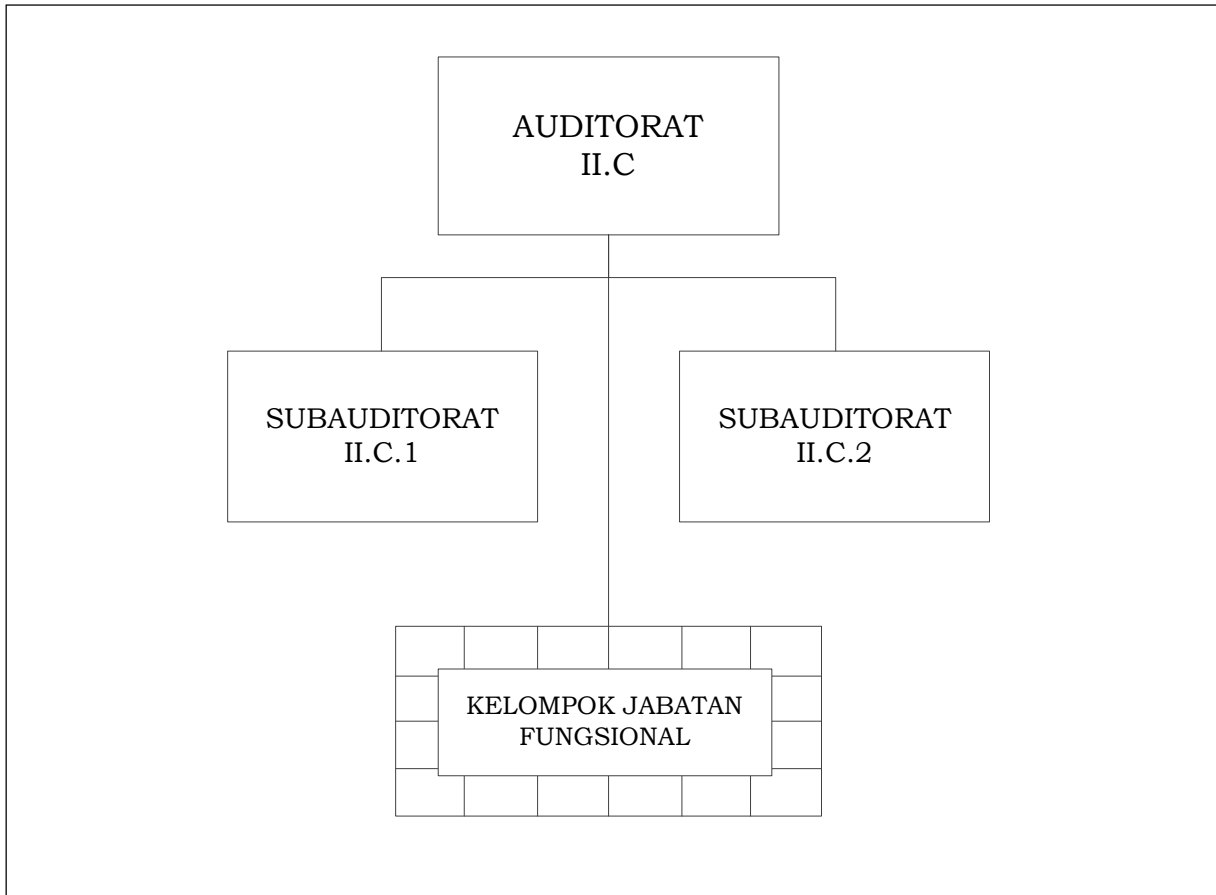 AUDITORAT
II.C
SUBAUDITORAT
II.C.1
SUBAUDITORAT
II.C.2
KELOMPOK JABATAN
FUNGSIONAL